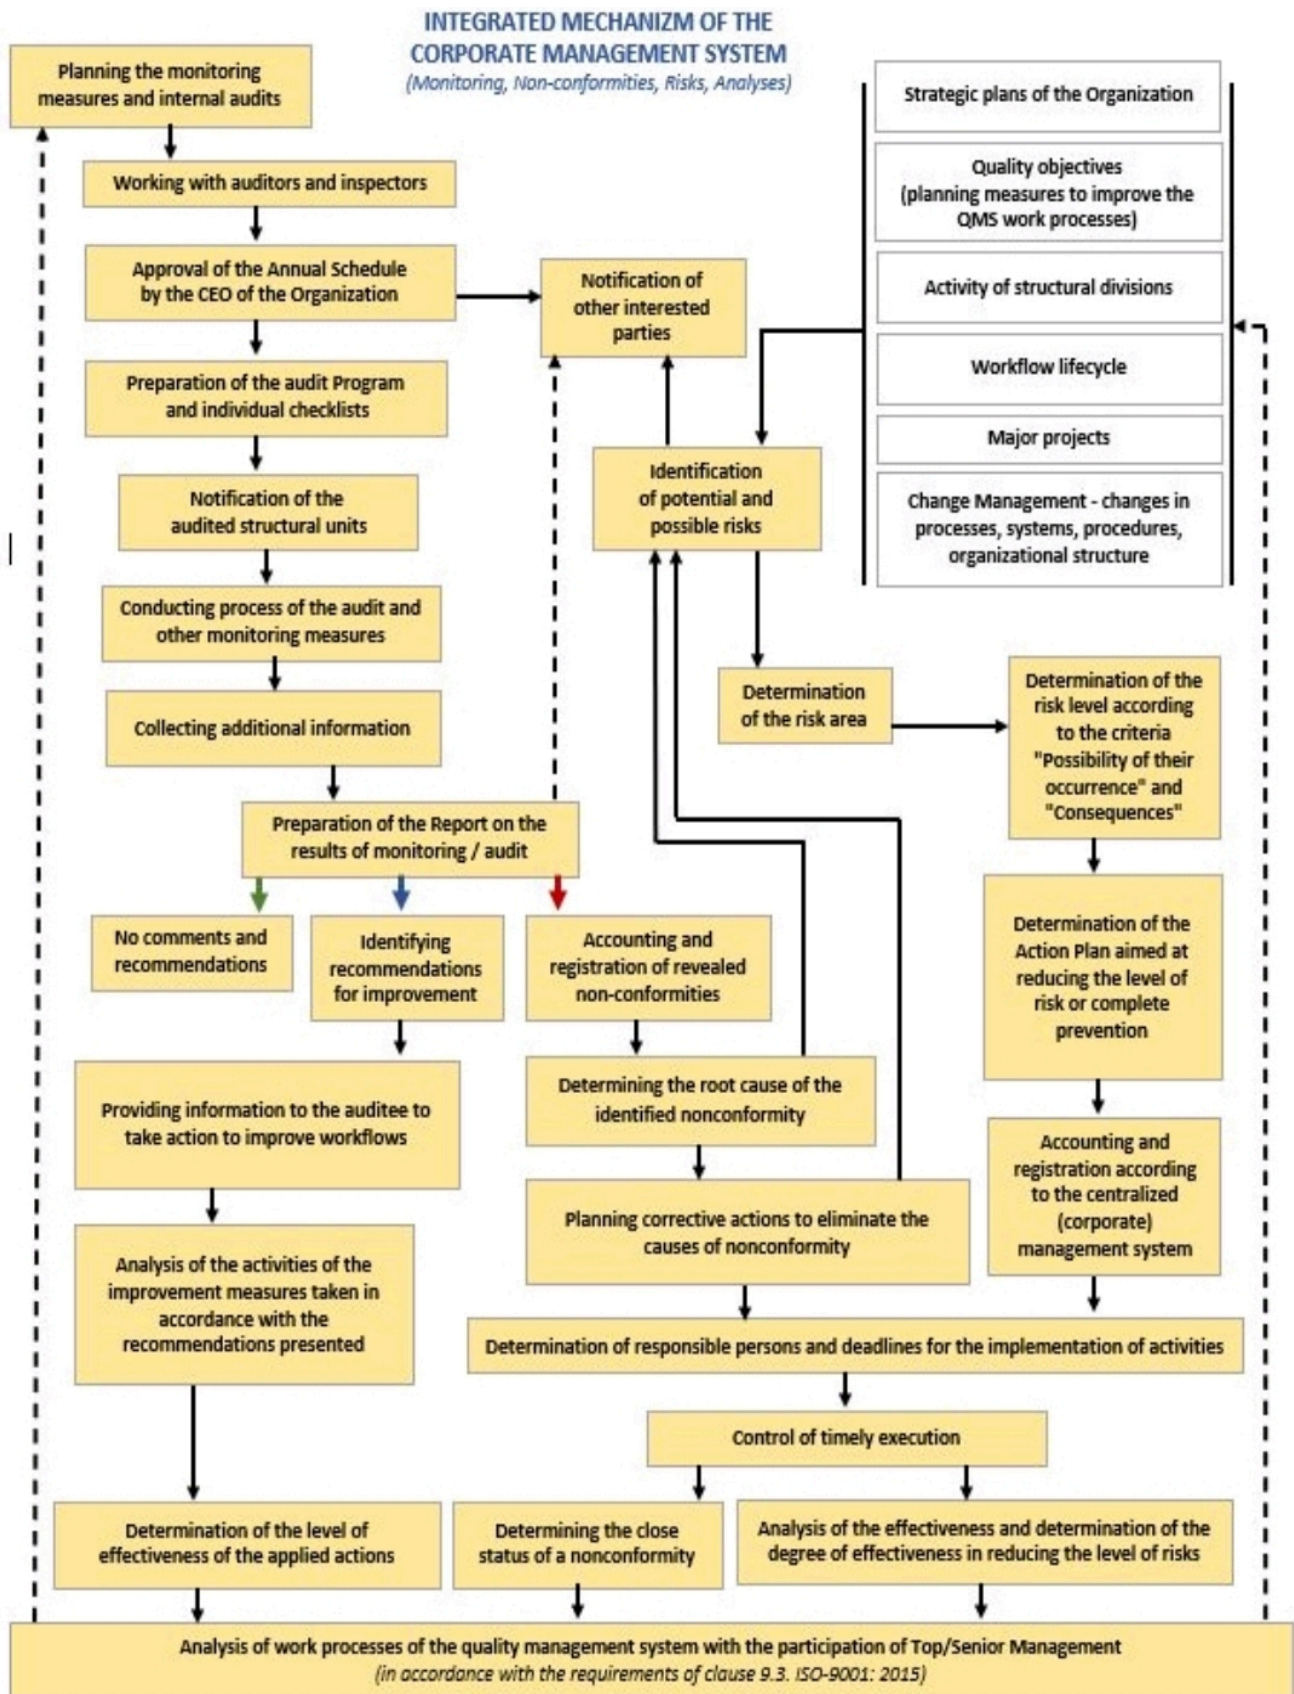 INTEGRATED MECHANIZM OF THE
CORPORATE MANAGEMENT SYSTEM
(Monitoring, Non-conformities, Risks, Analyses)
Planning the monitoring
measures and internal audits
Working with auditors and inspectors
Approval of the Annual Schedule
by the CEO of the Organization
Preparation of the audit Program
and individual checklists
Notification of the
audited structural units
Conducting process of the audit and
other monitoring measures
Collecting additional information
Preparation of the Report on the
results of monitoring / audit
No comments and
recommendations
Identifying
recommendations
for improvement
Accounting and
registration of revealed
non-conformities
Providing information to the auditee to
take action to improve workflows
Analysis of the activities of the
improvement measures taken in
accordance with the
recommendations presented
Determination of the level of
effectiveness of the applied actions
Notification of
other interested
parties
Identification
of potential and
possible risks
Strategic plans of the Organization
Quality objectives
(planning measures to improve the
QMS work processes)
Activity of structural divisions
Workflow lifecycle
Major projects
Change Management - changes in
processes, systems, procedures,
organizational structure
Determination
of the risk area
Determination of the
risk level according
to the criteria
"Possibility of their
occurrence" and
"Consequences"
Determination of the
Action Plan aimed at
reducing the level of
risk or complete
prevention
Accounting and
registration according
to the centralized
(corporate)
management system
Determining the root cause of the
identified nonconformity
Planning corrective actions to eliminate the
causes of nonconformity
Determination of responsible persons and deadlines for the implementation of activities
Control of timely execution
Determining the close
status of a nonconformity
Analysis of the effectiveness and determination of the
degree of effectiveness in reducing the level of risks
Analysis of work processes of the quality management system with the participation of Top/Senior Management
(in accordance with the requirements of clause 9.3. ISO-9001: 2015)